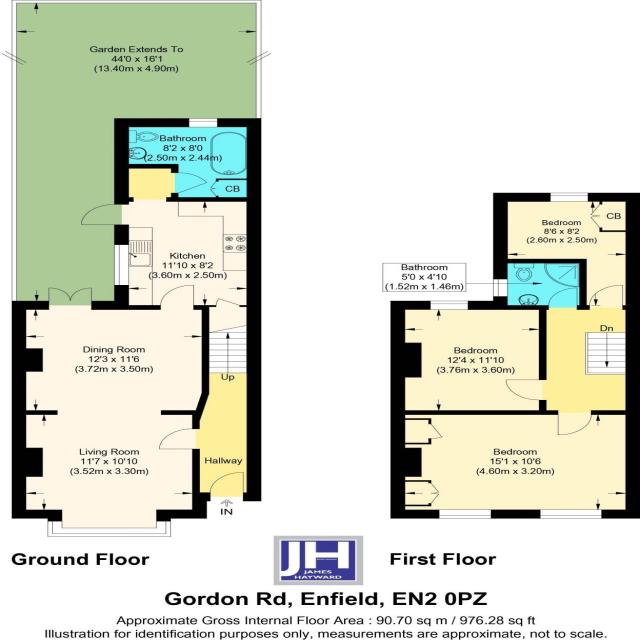 Garden Extends To
44'0 x 16'1
(13.40m x 4.90m)
Bathroom
8'2 x 8'0
(2.50m x 2.44m)
CB
Kitchen
11'10 x 8'2
(3.60m x 2.50m)
Dining Room
12'3 x 11'6
(3.72m x 3.50m)
Up
Living Room
11'7 x 10'10
(3.52m x 3.30m)
Hallway
IN
Bedroom
8'6 x 8'2
(2.60m x 2.50m)
CB
Bathroom
5'0 x 4'10
(1.52m x 1.46m)
Dn
Bedroom
12'4 x 11'10
(3.76m x 3.60m)
Bedroom
15'1 x 10'6
(4.60m x 3.20m)
Ground Floor
JH
JAMES
HAYWARD
First Floor
Gordon Rd, Enfield, EN2 0PZ
Approximate Gross Internal Floor Area : 90.70 sq m / 976.28 sq ft
Illustration for identification purposes only, measurements are approximate, not to scale.